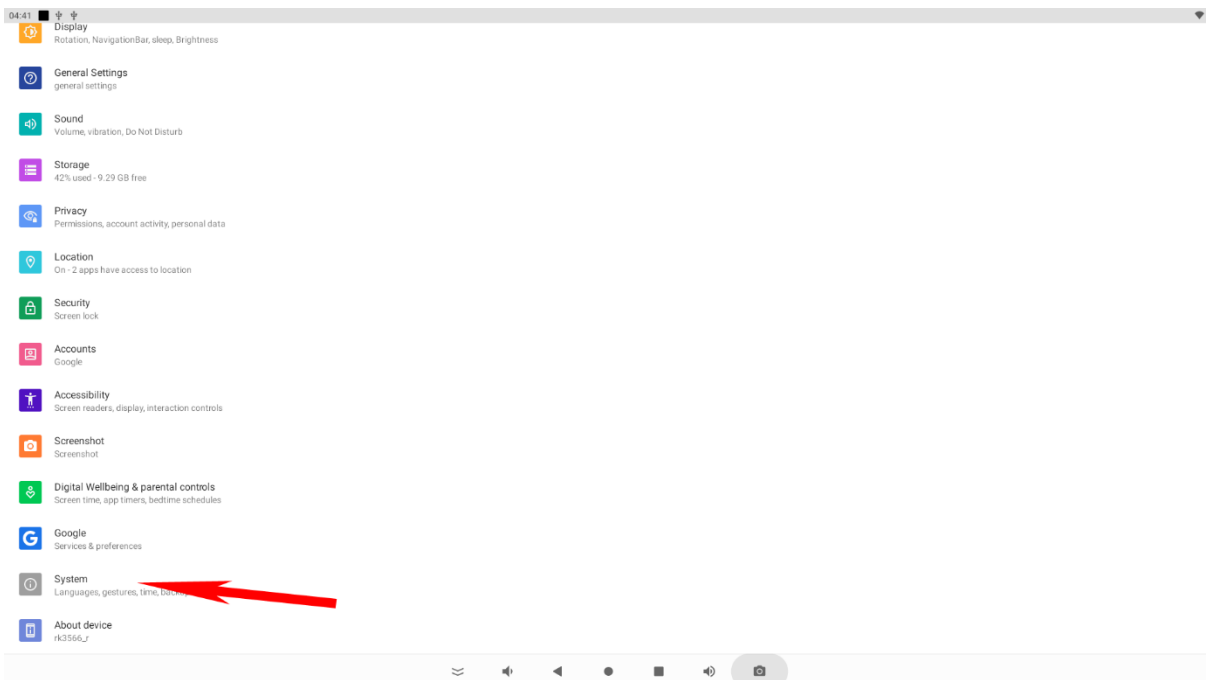 04:41
Display
Rotation, NavigationBar, sleep, Brightness
General Settings
general settings
Sound
Volume, vibration, Do Not Disturb
Storage
42% used - 9.29 GB free
Privacy
Permissions, account activity, personal data
Location
On - 2 apps have access to location
Security
Screen lock
Accounts
Google
Accessibility
Screen readers, display, interaction controls
Screenshot
Screenshot
Digital Wellbeing & parental controls
Screen time, app timers, bedtime schedules
Google
Services & preferences
System
Languages, gestures, time,
About device
rk3566_r